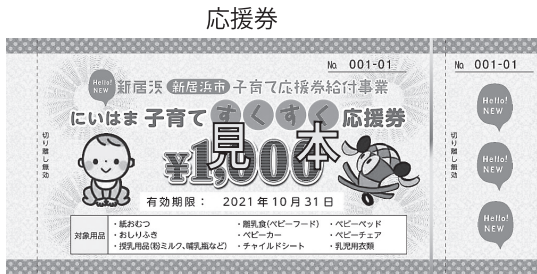 応援券
№ 001-01
№ 001-01
Hello! NEW 新居浜 新居浜市 子育て応援券給付事業
にいはま 子育て すくすく 応援券
¥1,000
見本
有効期限： 2021年10月31日
切り離し無効
切り離し無効
対象用品
・紙おむつ ・離乳食(ベビーフード) ・ベビーベッド
・おしりふき ・ベビーカー ・ベビーチェア
・授乳用品(粉ミルク、哺乳瓶など) ・チャイルドシート ・乳児用衣類
Hello! NEW
Hello! NEW
Hello! NEW